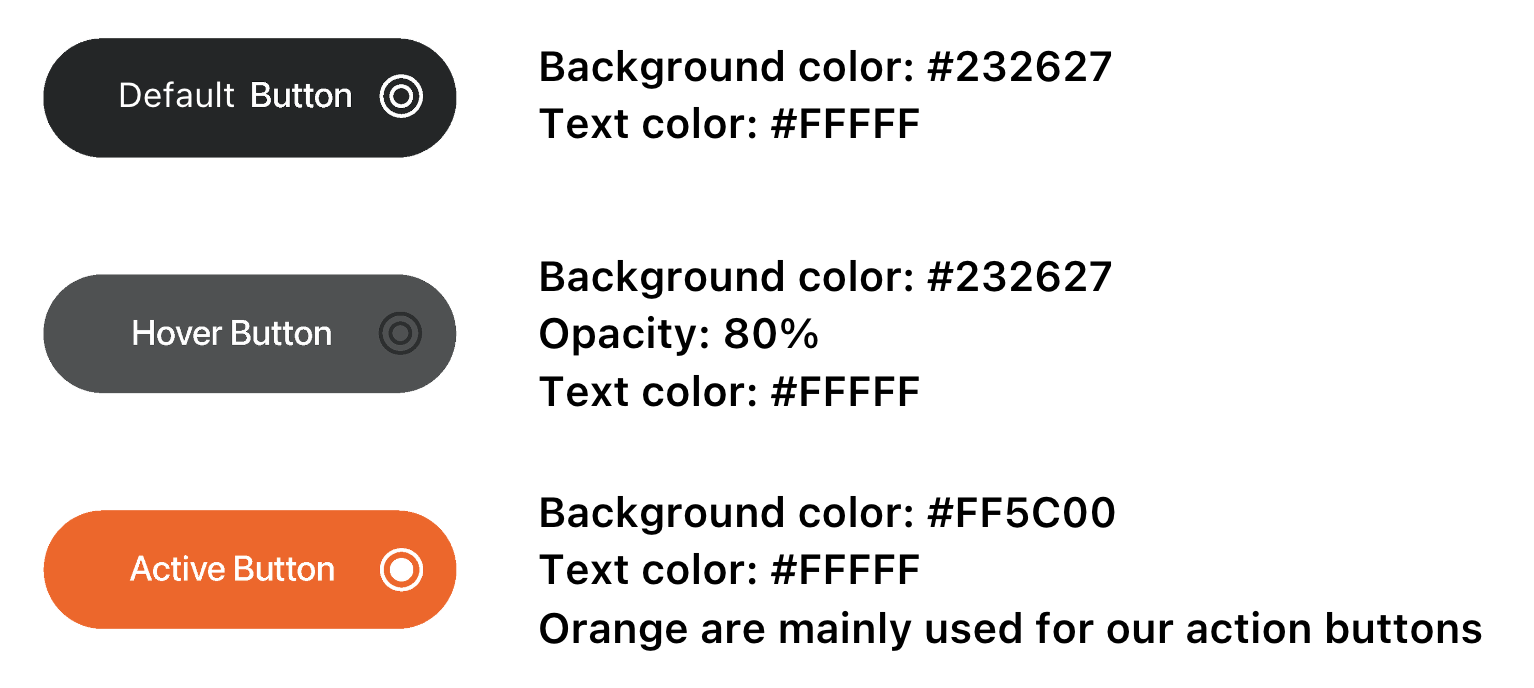 Default Button
Background color: #232627
Text color: #FFFFF
Hover Button
Background color: #232627
Opacity: 80%
Text color: #FFFFF
Active Button
Background color: #FF5C00
Text color: #FFFFF
Orange are mainly used for our action buttons